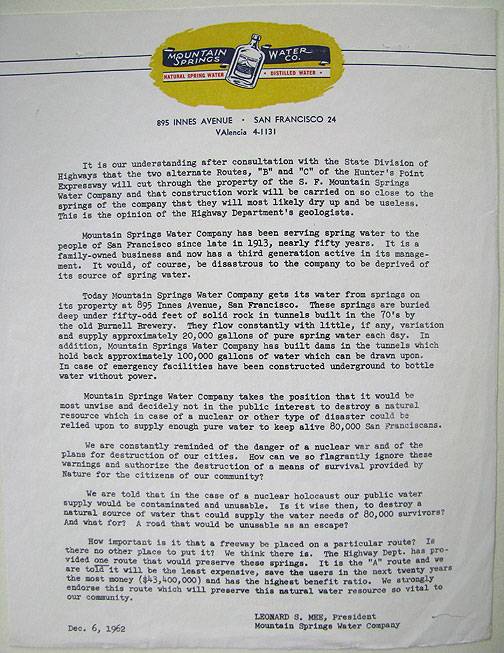 MOUNTAIN SPRINGS WATER CO.
NATURAL SPRING WATER • DISTILLED WATER •
895 INNES AVENUE • SAN FRANCISCO 24
VAlencia 4-1131
It is our understanding after consultation with the State Division of
Highways that the two alternate Routes, "B" and "C" of the Hunter's Point
Expressway will cut through the property of the S. F. Mountain Springs
Water Company and that construction work will be carried on so close to the
springs of the company that they will most likely dry up and be useless.
This is the opinion of the Highway Department's geologists.
Mountain Springs Water Company has been serving spring water to the
people of San Francisco since late in 1913, nearly fifty years. It is a
family-owned business and now has a third generation active in its manage-
ment. It would, of course, be disastrous to the company to be deprived of
its source of spring water.
Today Mountain Springs Water Company gets its water from springs on
its property at 895 Innes Avenue, San Francisco. These springs are buried
deep under fifty-odd feet of solid rock in tunnels built in the 70's by
the old Burnell Brewery. They flow constantly with little, if any, variation
and supply approximately 20,000 gallons of pure spring water each day. In
addition, Mountain Springs Water Company has built dams in the tunnels which
hold back approximately 100,000 gallons of water which can be drawn upon.
In case of emergency facilities have been constructed underground to bottle
water without power.
Mountain Springs Water Company takes the position that it would be
most unwise and decidely not in the public interest to destroy a natural
resource which in case of a nuclear or other type of disaster could be
relied upon to supply enough pure water to keep alive 80,000 San Franciscans.
We are constantly reminded of the danger of a nuclear war and of the
plans for destruction of our cities. How can we so flagrantly ignore these
warnings and authorize the destruction of a means of survival provided by
Nature for the citizens of our community?
We are told that in the case of a nuclear holocaust our public water
supply would be contaminated and unusable. Is it wise then, to destroy a
natural source of water that could supply the water needs of 80,000 survivors?
And what for? A road that would be unusable as an escape?
How important is it that a freeway be placed on a particular route? Is
there no other place to put it? We think there is. The Highway Dept. has pro-
vided one route that would preserve these springs. It is the "A" route and we
are told it will be the least expensive, save the users in the next twenty years
the most money ($43,400,000) and has the highest benefit ratio. We strongly
endorse this route which will preserve this natural water resource so vital to
our community.
LEONARD S. MEE, President
Dec. 6, 1962 Mountain Springs Water Company